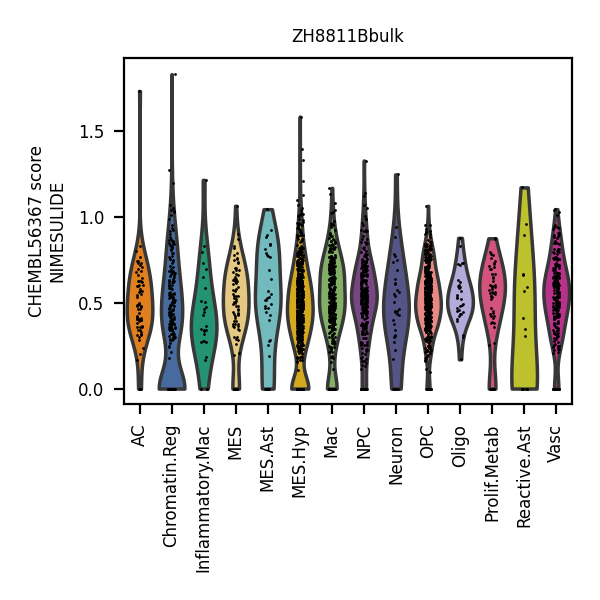 ZH8811Bbulk
CHEMBL56367 score
NIMESULIDE
1.5
1.0
0.5
0.0
AC
Chromatin.Reg
Inflammatory.Mac
MES
MES.Ast
MES.Hyp
Mac
NPC
Neuron
OPC
Oligo
Prolif.Metab
Reactive.Ast
Vasc